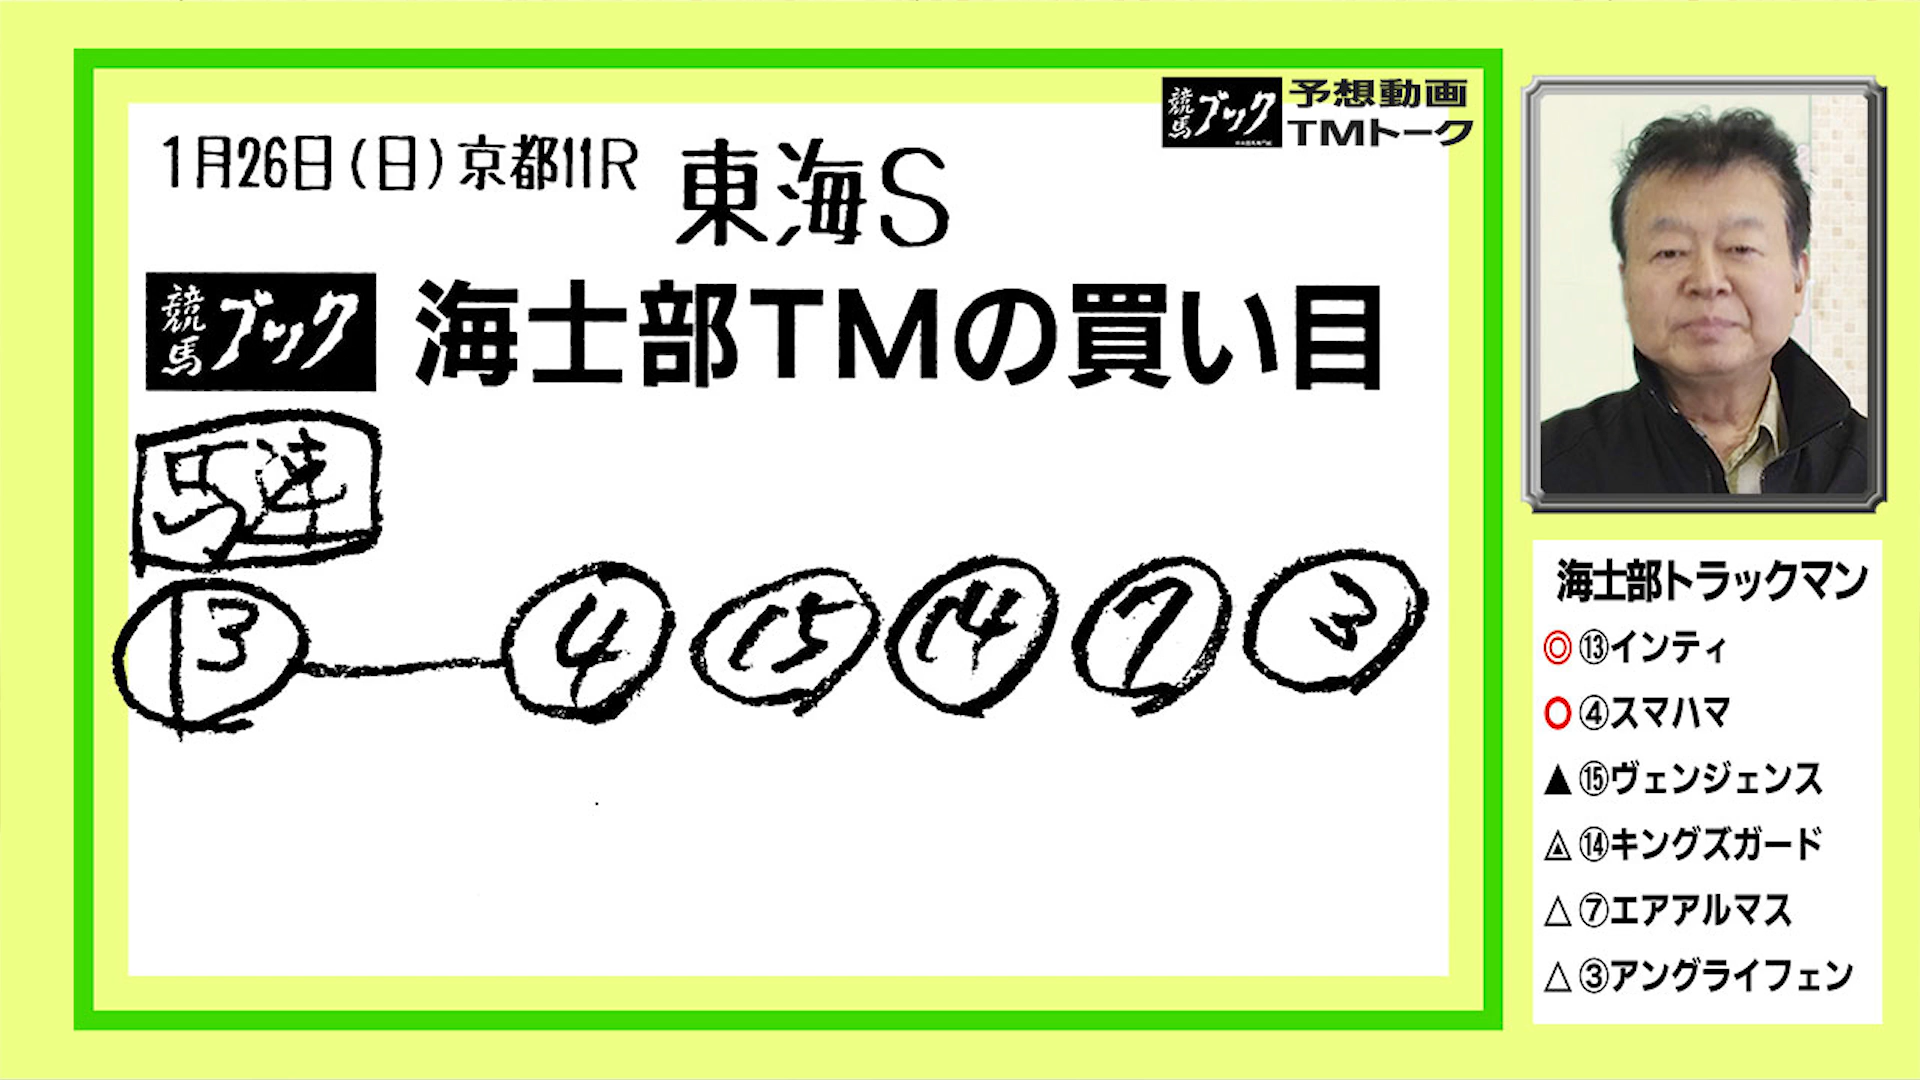 競馬ブック 予想動画
TMトーク
1月26日(日)京都11R 東海S
競馬ブック 海士部TMの買い目
馬連
⑬―④⑮⑭⑦③
海士部トラックマン
◎⑬インティ
○④スマハマ
▲⑮ヴェンジェンス
△⑭キングズガード
△⑦エアアルマス
△③アングライフェン